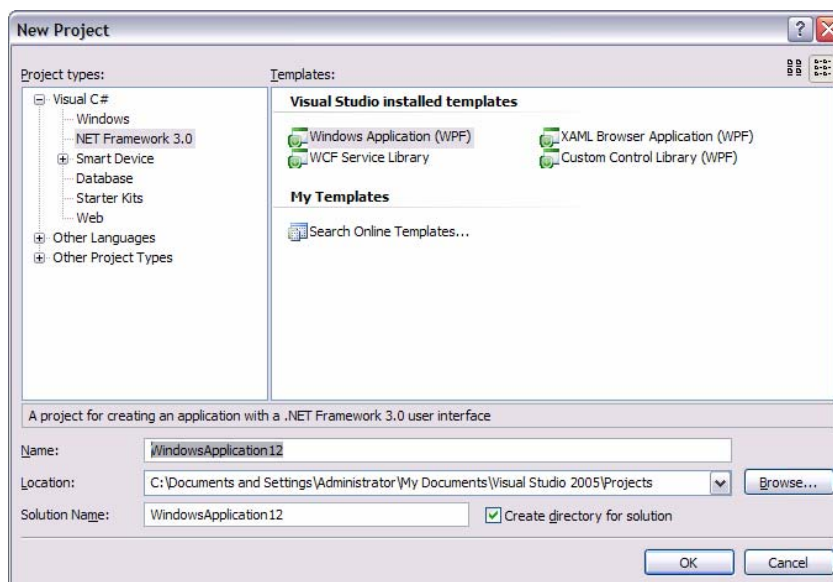 New Project
Project types:
Templates:
Visual C#
Windows
NET Framework 3.0
Smart Device
Database
Starter Kits
Web
Other Languages
Other Project Types
Visual Studio installed templates
Windows Application (WPF)
XAML Browser Application (WPF)
WCF Service Library
Custom Control Library (WPF)
My Templates
Search Online Templates...
A project for creating an application with a .NET Framework 3.0 user interface
Name:
WindowsApplication12
Location:
C:\Documents and Settings\Administrator\My Documents\Visual Studio 2005\Projects
Browse...
Solution Name:
WindowsApplication12
Create directory for solution
OK
Cancel